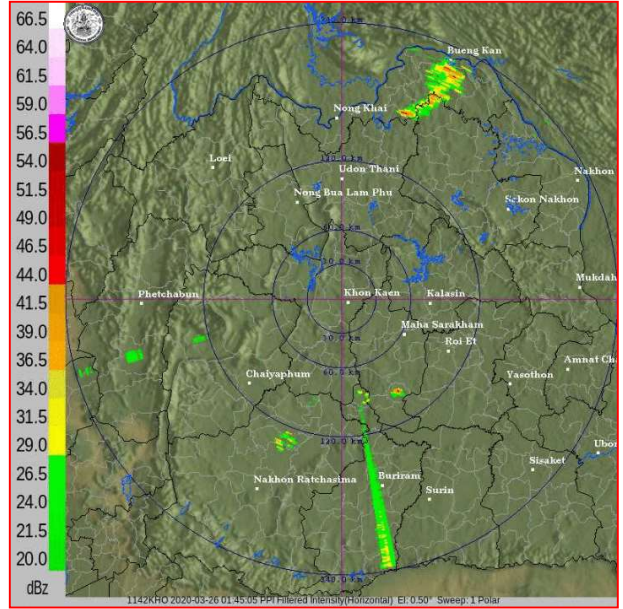 66.5
64.0
61.5
59.0
56.5
54.0
51.5
49.0
46.5
44.0
41.5
39.0
36.5
34.0
31.5
29.0
26.5
24.0
21.5
20.0
dBz
Bueng Kan
Nong Khai
Loei
Udon Thani
Nakhon
Nong Bua Lam Phu
Sakon Nakhon
Mukdah
Phetchabun
Khon Kaen
Kalasin
Maha Sarakham
Roi Et
Amnat Cha
Chaiyaphum
Yasothon
120.0 km
Ubon
Sisaket
Nakhon Ratchasima
Buriram
Surin
1142KHO 2020-03-26 01:45:05 PPI Filtered Intensity(Horizontal) El: 0.50° Sweep: 1 Polar